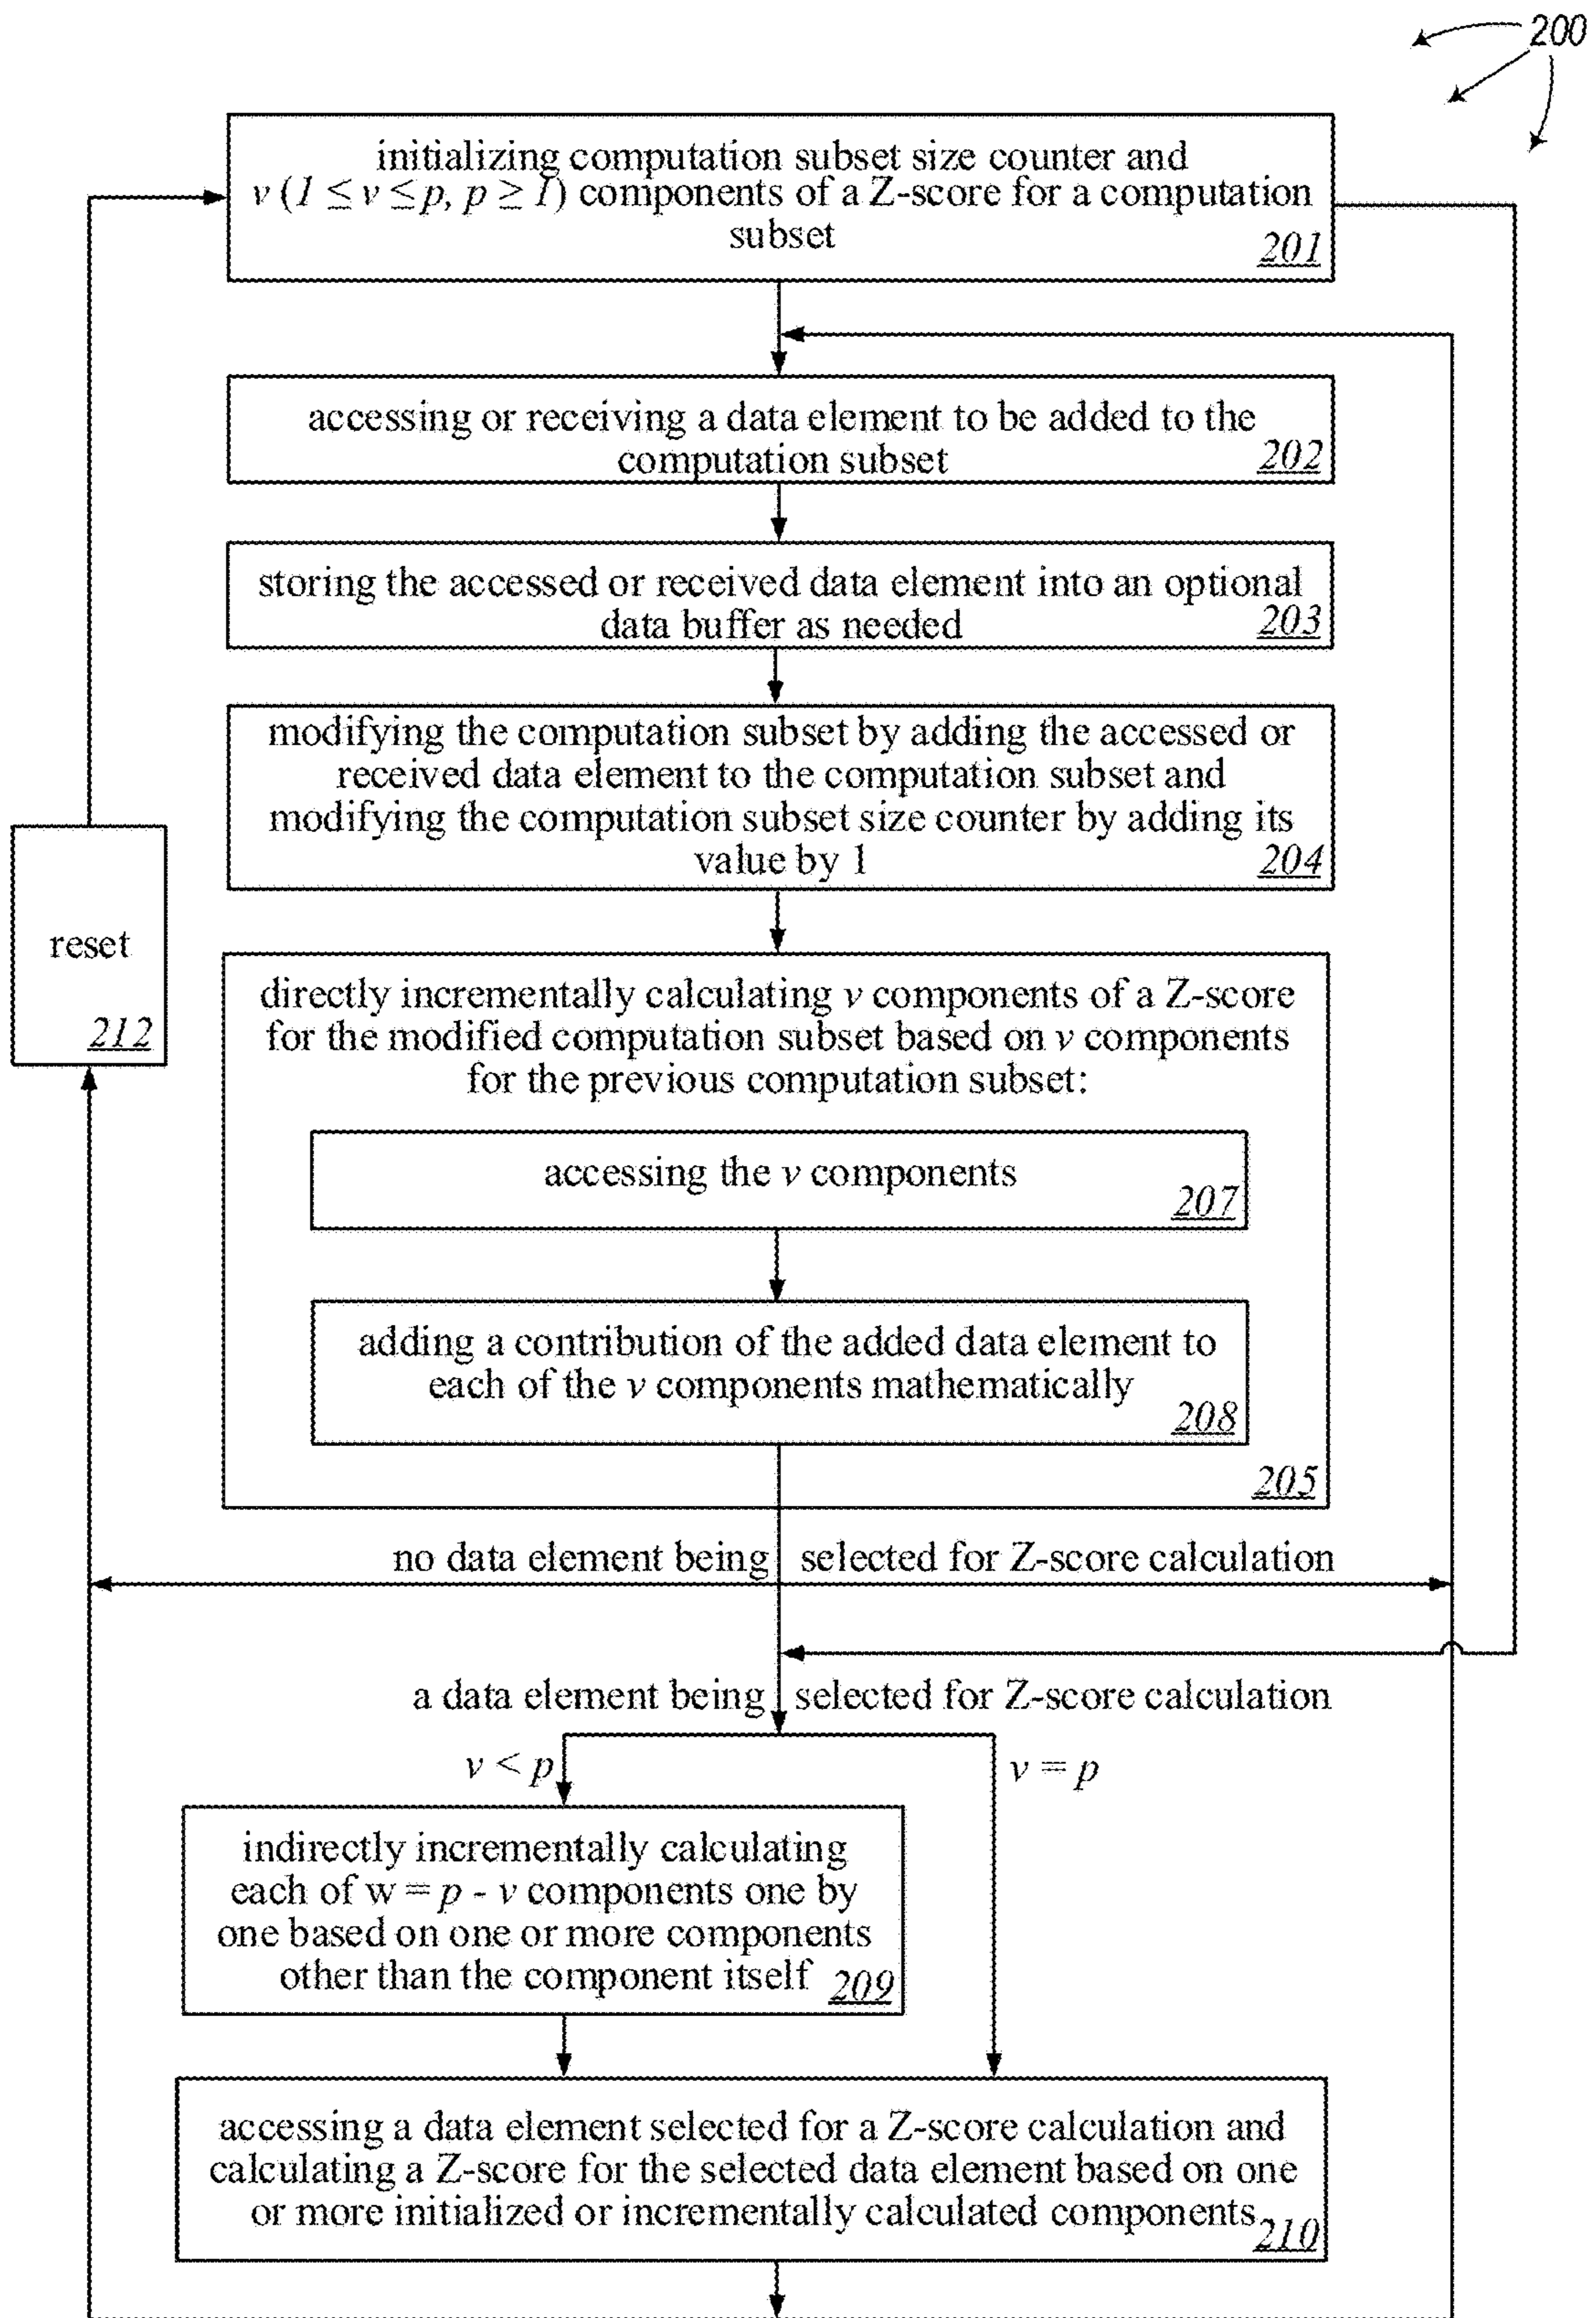 200
initializing computation subset size counter and
v (1 ≤ v ≤ p, p ≥ 1) components of a Z-score for a computation
subset
201
accessing or receiving a data element to be added to the
computation subset
202
storing the accessed or received data element into an optional
data buffer as needed
203
modifying the computation subset by adding the accessed or
received data element to the computation subset and
modifying the computation subset size counter by adding its
value by 1
204
reset
212
directly incrementally calculating v components of a Z-score
for the modified computation subset based on v components
for the previous computation subset:
accessing the v components
207
adding a contribution of the added data element to
each of the v components mathematically
208
205
no data element being selected for Z-score calculation
a data element being selected for Z-score calculation
v < p
v = p
indirectly incrementally calculating
each of w = p - v components one by
one based on one or more components
other than the component itself
209
accessing a data element selected for a Z-score calculation and
calculating a Z-score for the selected data element based on one
or more initialized or incrementally calculated components
210